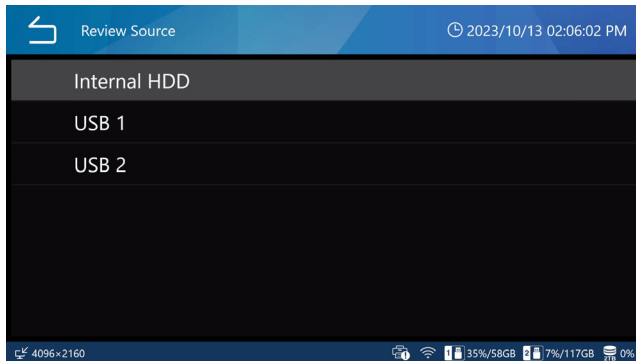 Review Source
2023/10/13 02:06:02 PM
Internal HDD
USB 1
USB 2
4096×2160
1 35%/58GB 2 7%/117GB 2TB 0%